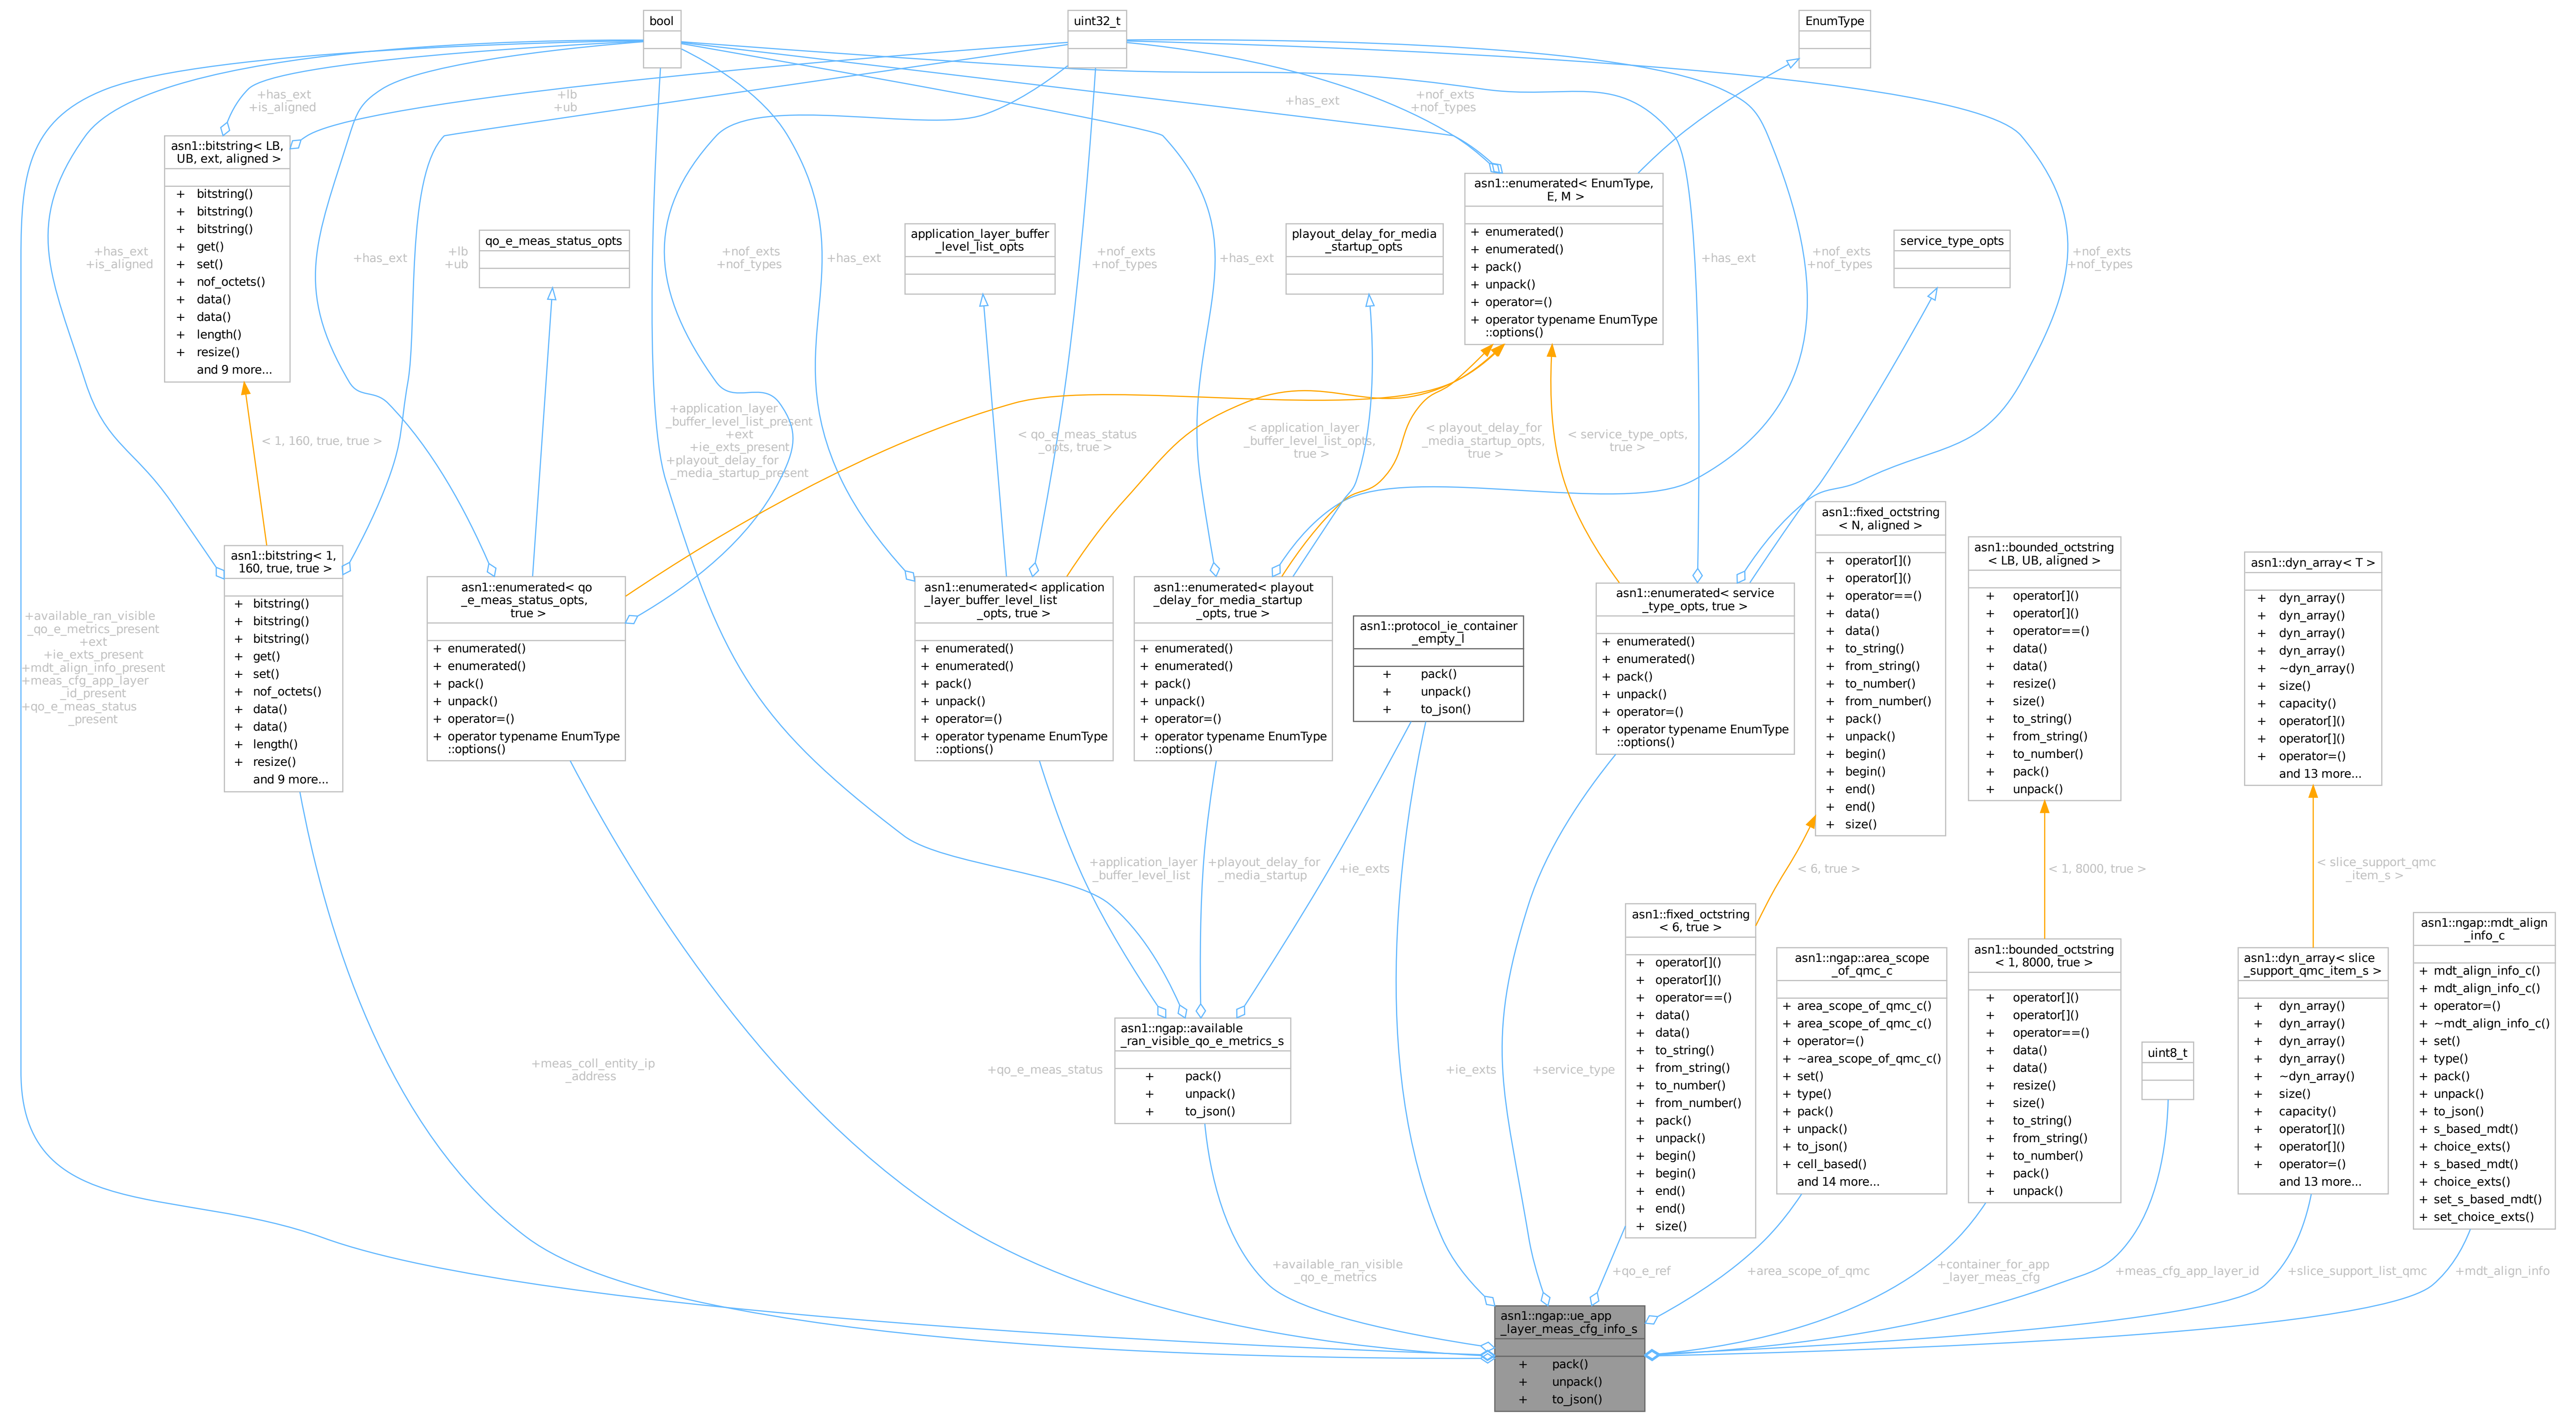 bool
uint32_t
EnumType
+has_ext
+is_aligned
+lb
+ub
+has_ext
+nof_exts
+nof_types
asn1::bitstring< LB,
UB, ext, aligned >
+ bitstring()
+ bitstring()
+ bitstring()
+ get()
+ set()
+ nof_octets()
+ data()
+ data()
+ length()
+ resize()
and 9 more...
asn1::enumerated< EnumType,
E, M >
+ enumerated()
+ enumerated()
+ pack()
+ unpack()
+ operator=()
+ operator typename EnumType
::options()
qo_e_meas_status_opts
application_layer_buffer
_level_list_opts
playout_delay_for_media
_startup_opts
service_type_opts
+has_ext
+is_aligned
+has_ext
+lb
+ub
+nof_exts
+nof_types
+has_ext
+nof_exts
+nof_types
+has_ext
+has_ext
+nof_exts
+nof_types
+nof_exts
+nof_types
< 1, 160, true, true >
+application_layer
_buffer_level_list_present
+ext
+ie_exts_present
+playout_delay_for
_media_startup_present
< qo_e_meas_status
_opts, true >
< application_layer
_buffer_level_list_opts,
true >
< playout_delay_for
_media_startup_opts,
true >
< service_type_opts,
true >
asn1::bitstring< 1,
160, true, true >
+ bitstring()
+ bitstring()
+ bitstring()
+ get()
+ set()
+ nof_octets()
+ data()
+ data()
+ length()
+ resize()
and 9 more...
asn1::enumerated< qo
_e_meas_status_opts,
true >
+ enumerated()
+ enumerated()
+ pack()
+ unpack()
+ operator=()
+ operator typename EnumType
::options()
asn1::enumerated< application
_layer_buffer_level_list
_opts, true >
+ enumerated()
+ enumerated()
+ pack()
+ unpack()
+ operator=()
+ operator typename EnumType
::options()
asn1::enumerated< playout
_delay_for_media_startup
_opts, true >
+ enumerated()
+ enumerated()
+ pack()
+ unpack()
+ operator=()
+ operator typename EnumType
::options()
asn1::protocol_ie_container
_empty_l
+ pack()
+ unpack()
+ to_json()
asn1::enumerated< service
_type_opts, true >
+ enumerated()
+ enumerated()
+ pack()
+ unpack()
+ operator=()
+ operator typename EnumType
::options()
asn1::fixed_octstring
< N, aligned >
+ operator[]()
+ operator[]()
+ operator==()
+ data()
+ data()
+ to_string()
+ from_string()
+ to_number()
+ from_number()
+ pack()
+ unpack()
+ begin()
+ begin()
+ end()
+ end()
+ size()
asn1::bounded_octstring
< LB, UB, aligned >
+ operator[]()
+ operator[]()
+ operator==()
+ data()
+ data()
+ resize()
+ size()
+ to_string()
+ from_string()
+ to_number()
+ pack()
+ unpack()
asn1::dyn_array< T >
+ dyn_array()
+ dyn_array()
+ dyn_array()
+ dyn_array()
+ ~dyn_array()
+ size()
+ capacity()
+ operator[]()
+ operator[]()
+ operator=()
and 13 more...
+available_ran_visible
_qo_e_metrics_present
+ext
+ie_exts_present
+mdt_align_info_present
+meas_cfg_app_layer
_id_present
+qo_e_meas_status
_present
+application_layer
_buffer_level_list
+playout_delay_for
_media_startup
+ie_exts
< 6, true >
< 1, 8000, true >
< slice_support_qmc
_item_s >
asn1::ngap::available
_ran_visible_qo_e_metrics_s
+ pack()
+ unpack()
+ to_json()
asn1::fixed_octstring
< 6, true >
+ operator[]()
+ operator[]()
+ operator==()
+ data()
+ data()
+ to_string()
+ from_string()
+ to_number()
+ from_number()
+ pack()
+ unpack()
+ begin()
+ begin()
+ end()
+ end()
+ size()
asn1::ngap::area_scope
_of_qmc_c
+ area_scope_of_qmc_c()
+ area_scope_of_qmc_c()
+ operator=()
+ ~area_scope_of_qmc_c()
+ set()
+ type()
+ pack()
+ unpack()
+ to_json()
+ cell_based()
and 14 more...
asn1::bounded_octstring
< 1, 8000, true >
+ operator[]()
+ operator[]()
+ operator==()
+ data()
+ data()
+ resize()
+ size()
+ to_string()
+ from_string()
+ to_number()
+ pack()
+ unpack()
uint8_t
asn1::dyn_array< slice
_support_qmc_item_s >
+ dyn_array()
+ dyn_array()
+ dyn_array()
+ dyn_array()
+ ~dyn_array()
+ size()
+ capacity()
+ operator[]()
+ operator[]()
+ operator=()
and 13 more...
asn1::ngap::mdt_align
_info_c
+ mdt_align_info_c()
+ mdt_align_info_c()
+ operator=()
+ ~mdt_align_info_c()
+ set()
+ type()
+ pack()
+ unpack()
+ to_json()
+ s_based_mdt()
+ choice_exts()
+ s_based_mdt()
+ choice_exts()
+ set_s_based_mdt()
+ set_choice_exts()
+meas_coll_entity_ip
_address
+qo_e_meas_status
+ie_exts
+service_type
+available_ran_visible
_qo_e_metrics
+qo_e_ref
+area_scope_of_qmc
+container_for_app
_layer_meas_cfg
+meas_cfg_app_layer_id
+slice_support_list_qmc
+mdt_align_info
asn1::ngap::ue_app
_layer_meas_cfg_info_s
+ pack()
+ unpack()
+ to_json()